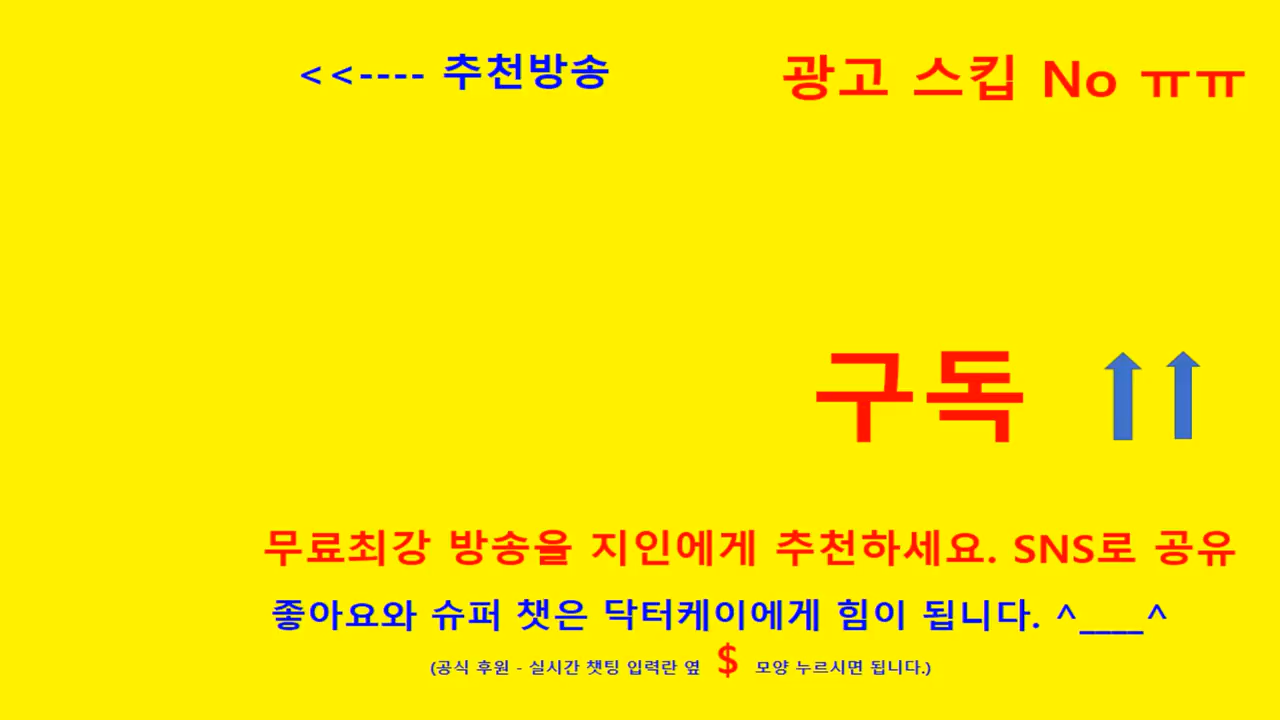 <<---- 추천방송
광고 스킵 No ㅠㅠ
구독
무료최강 방송을 지인에게 추천하세요. SNS로 공유
좋아요와 슈퍼 챗은 닥터케이에게 힘이 됩니다. ^____^
(공식 후원 - 실시간 챗팅 입력란 옆 $ 모양 누르시면 됩니다.)